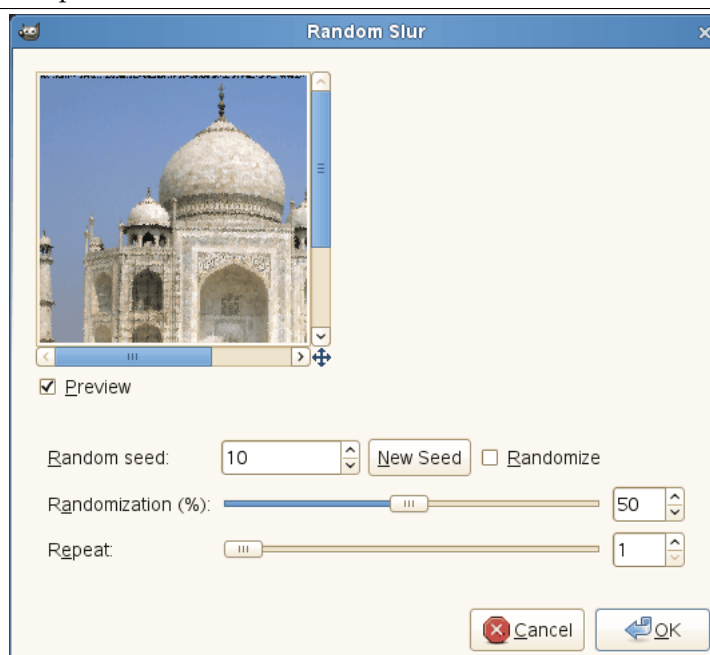 Random Slur
Preview
Random seed: 10 New Seed Randomize
Randomization (%): 50
Repeat: 1
Cancel OK